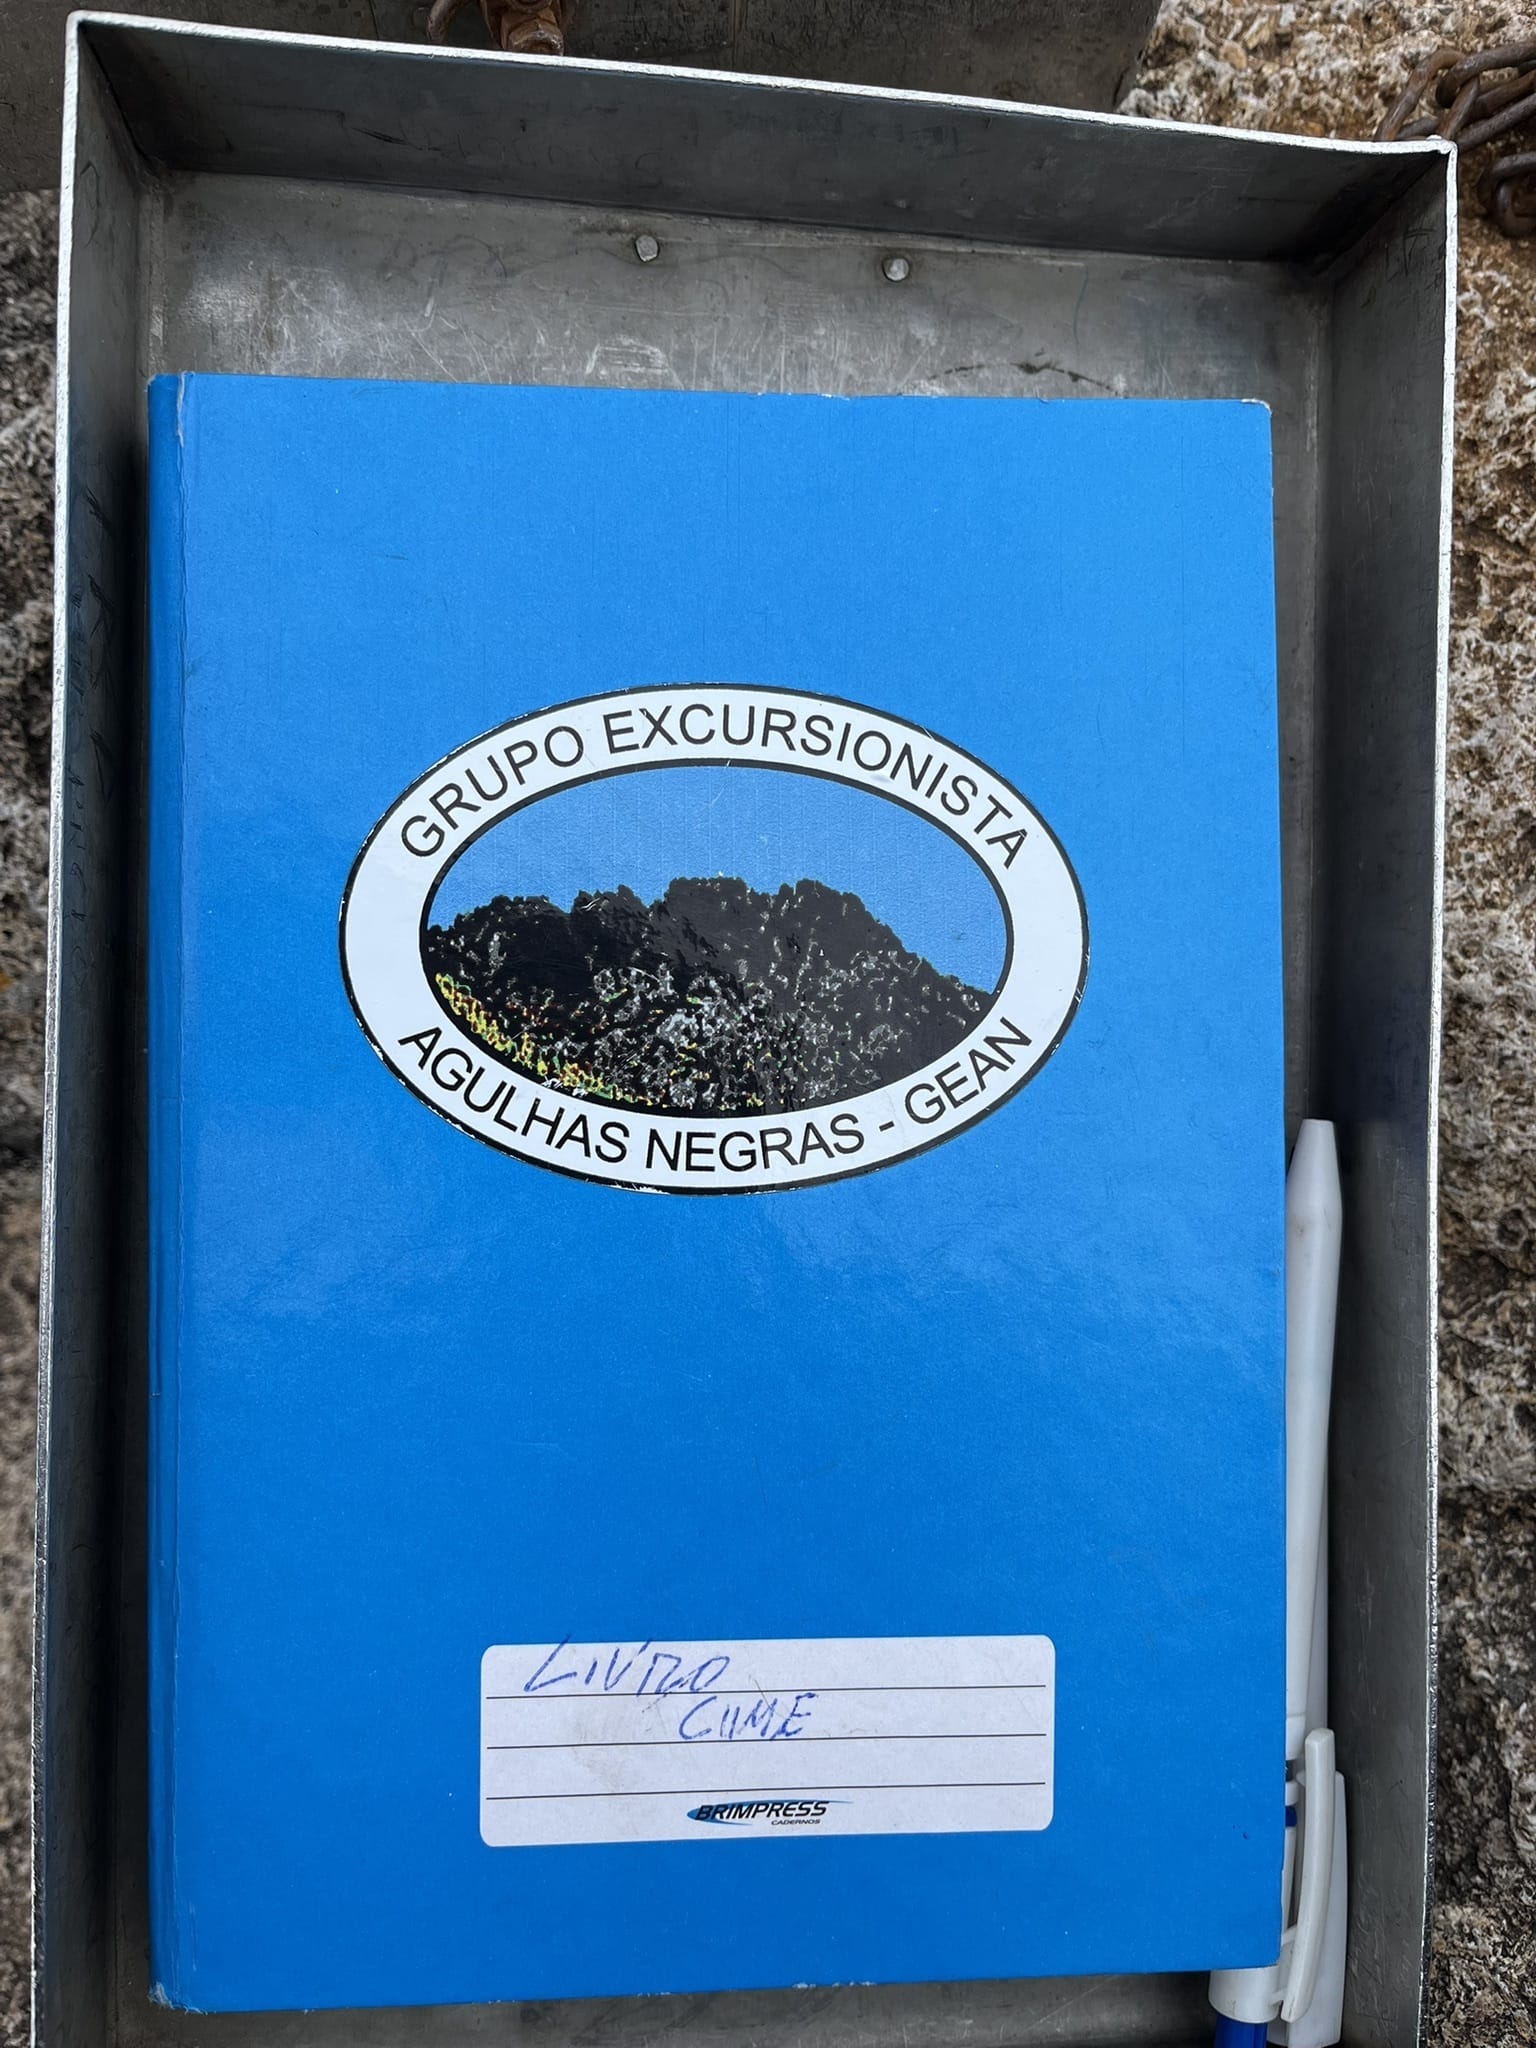 GRUPO EXCURSIONISTA
AGULHAS NEGRAS - GEAN
LIVRO
CUME
BRIMPRESS
CADERNOS